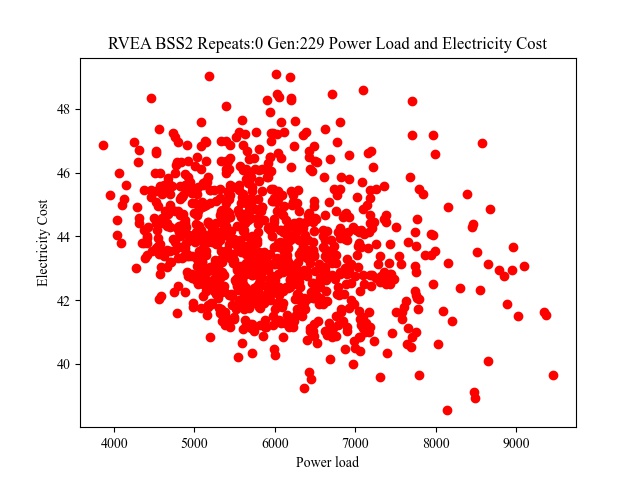 RVEA BSS2 Repeats:0 Gen:229 Power Load and Electricity Cost
48
46
44
42
40
Electricity Cost
4000 5000 6000 7000 8000 9000
Power load